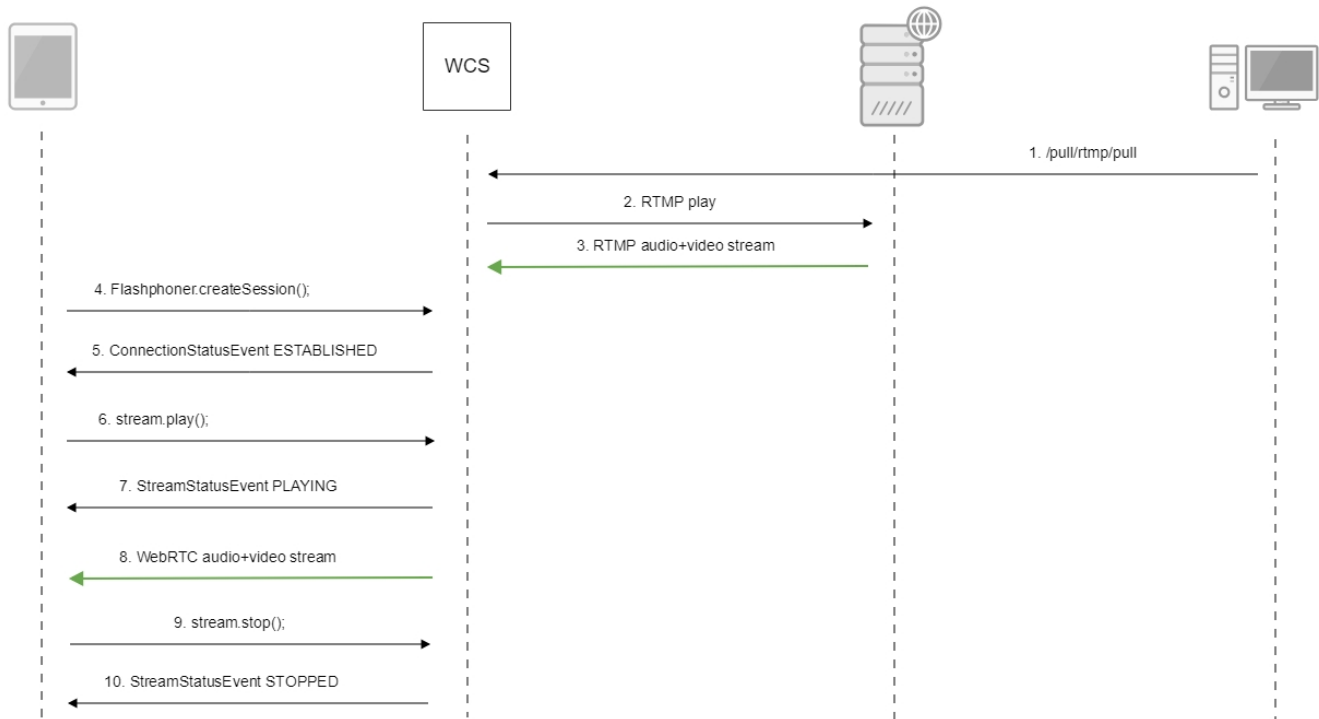 WCS
1. /pull/rtmp/pull
2. RTMP play
3. RTMP audio+video stream
4. Flashphoner.createSession();
5. ConnectionStatusEvent ESTABLISHED
6. stream.play();
7. StreamStatusEvent PLAYING
8. WebRTC audio+video stream
9. stream.stop();
10. StreamStatusEvent STOPPED